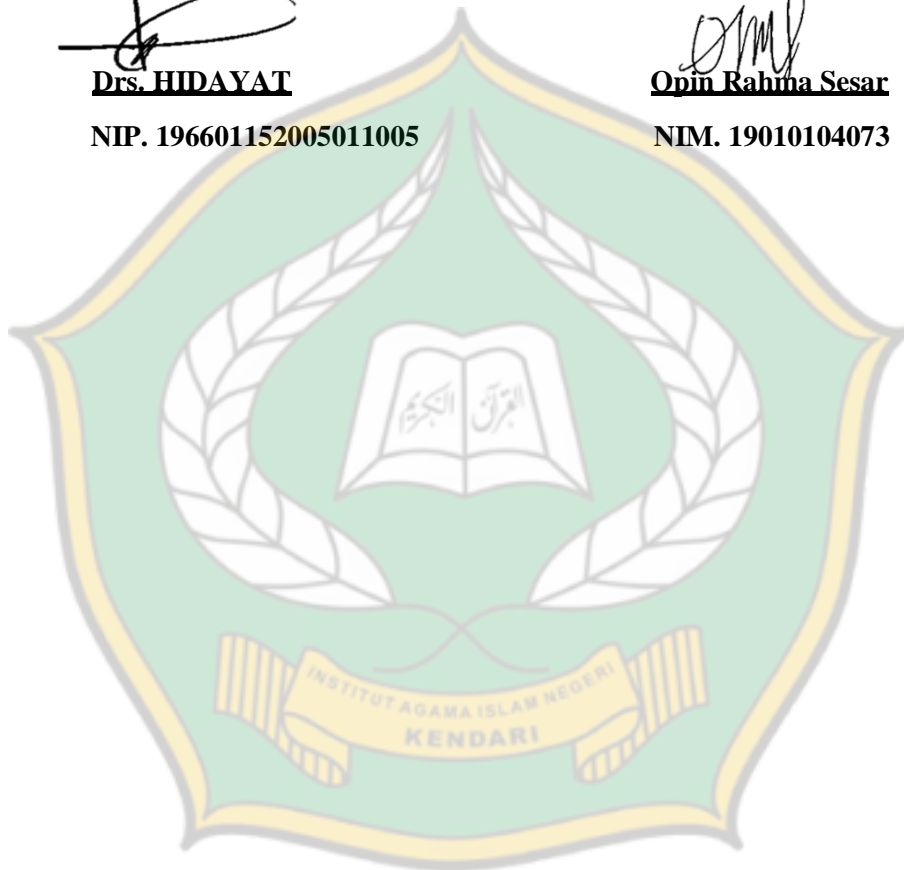 Drs. HIDAYAT Opin Rahma Sesar
NIP. 196601152005011005 NIM. 19010104073
القرآن الكريم
INSTITUT AGAMA ISLAM NEGERI
KENDARI